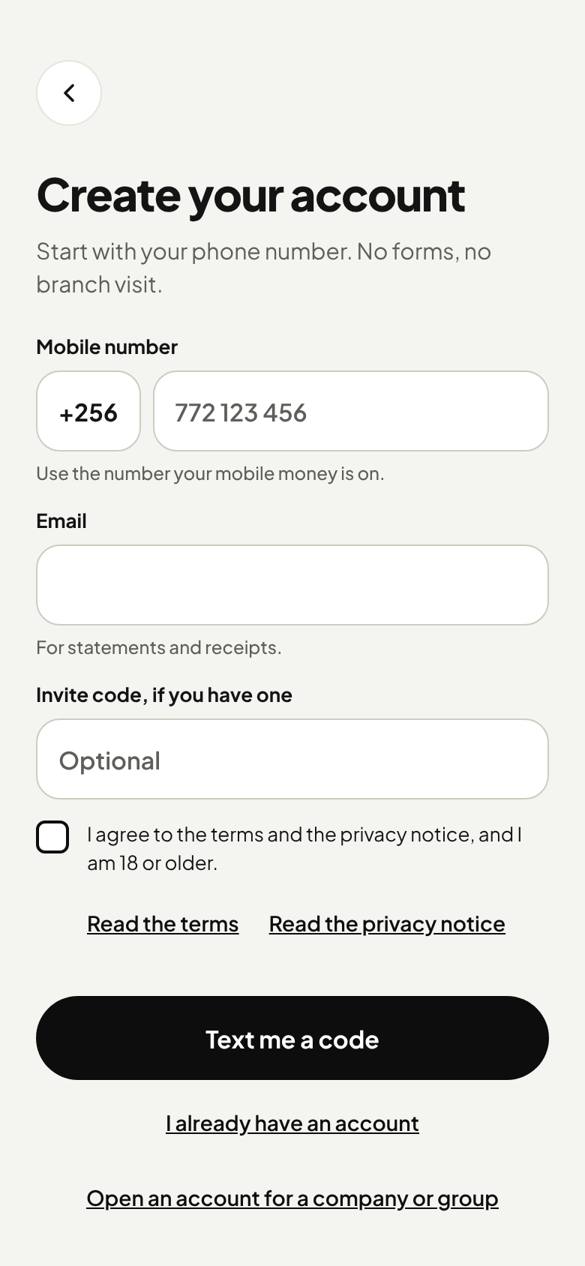 Create your account
Start with your phone number. No forms, no
branch visit.
Mobile number
+256
772 123 456
Use the number your mobile money is on.
Email
For statements and receipts.
Invite code, if you have one
Optional
I agree to the terms and the privacy notice, and I
am 18 or older.
Read the terms
Read the privacy notice
Text me a code
I already have an account
Open an account for a company or group